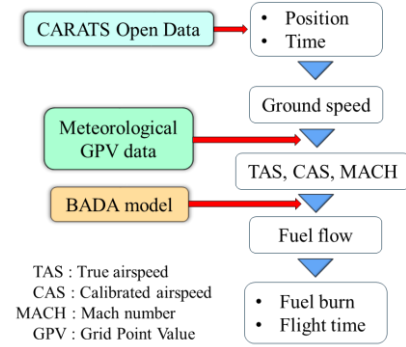 CARATS Open Data
• Position
• Time
Ground speed
Meteorological
GPV data
TAS, CAS, MACH
BADA model
Fuel flow
TAS : True airspeed
CAS : Calibrated airspeed
MACH : Mach number
GPV : Grid Point Value
• Fuel burn
• Flight time